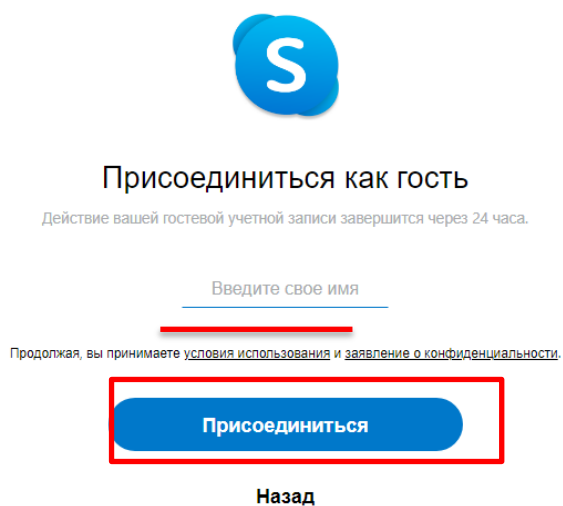 S
Присоединиться как гость
Действие вашей гостевой учетной записи завершится через 24 часа.
Введите свое имя
Продолжая, вы принимаете условия использования и заявление о конфиденциальности.
Присоединиться
Назад